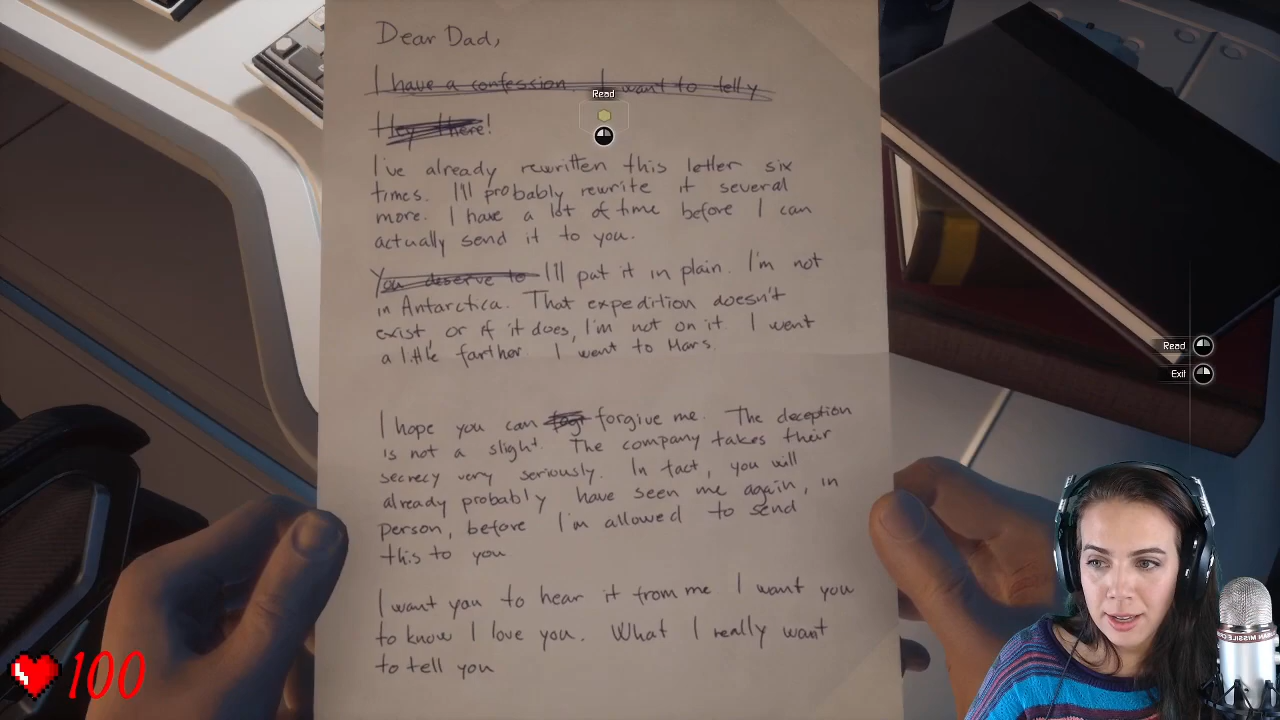 Dear Dad,
I have a confession I want to tell y
Read
Hey there!
I've already rewritten this letter six
times. I'll probably rewrite it several
more. I have a lot of time before I can
actually send it to you.
You deserve to I'll put it in plain. I'm not
in Antarctica. That expedition doesn't
exist, or if it does, I'm not on it I went
a little farther I went to Mars.
Read
Exit
I hope you can forgive me. The deception
is not a slight. The company takes their
secrecy very seriously. In fact, you will
already probably have seen me again, in
person, before I'm allowed to send
this to you
I want you to hear it from me I want you
to know I love you. What I really want
to tell you
100